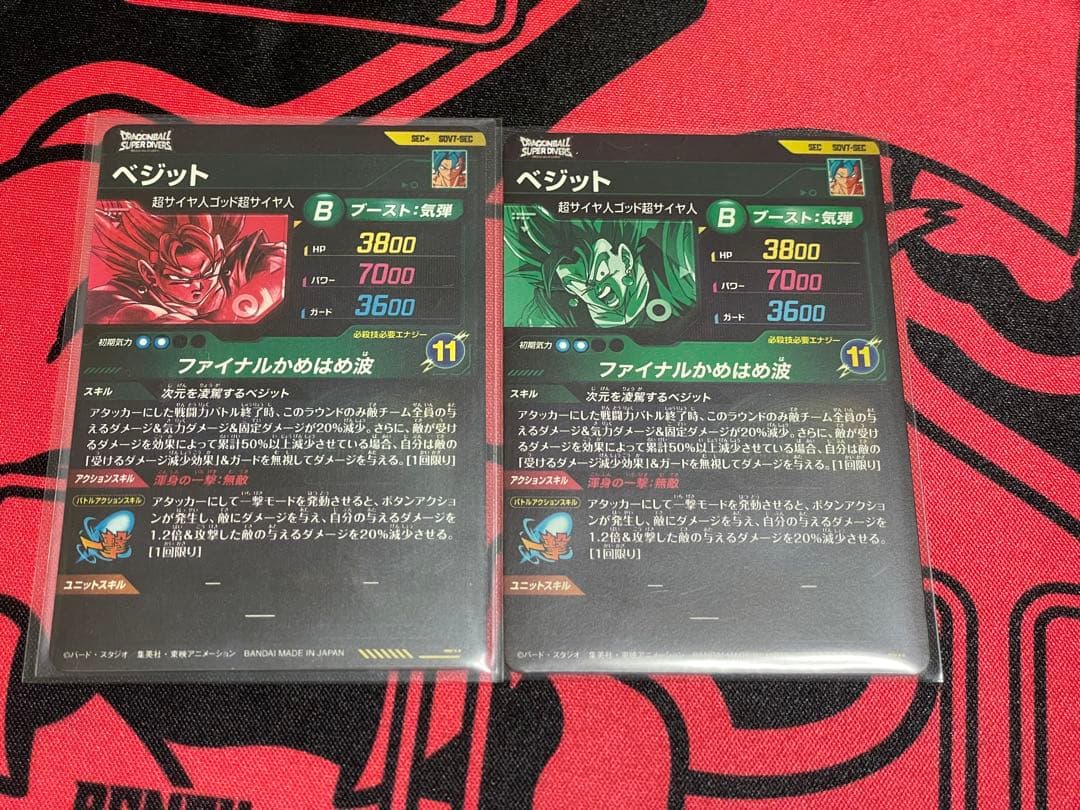 DRAGONBALL
SUPER DIVERS
SEC★ SDV7-SEC
ベジット
超サイヤ人ゴッド超サイヤ人
B ブースト:気弾
HP 3800
パワー 7000
ガード 3600
初期気力
必殺技必要エナジー
11
ファイナルかめはめ波
スキル 次元を凌駕するベジット
アタッカーにした戦闘力バトル終了時、このラウンドのみ敵チーム全員の与
えるダメージ&気力ダメージ&固定ダメージが20%減少。さらに、敵が受け
るダメージを効果によって累計50%以上減少させている場合、自分は敵の
「受けるダメージ減少効果」&ガードを無視してダメージを与える。[1回限り]
アクションスキル 渾身の一撃:無敵
バトルアクションスキル
一撃
アタッカーにして一撃モードを発動させると、ボタンアクショ
ンが発生し、敵にダメージを与え、自分の与えるダメージを
1.2倍&攻撃した敵の与えるダメージを20%減少させる。
[1回限り]
ユニットスキル
©バード・スタジオ/集英社・東映アニメーション BANDAI MADE IN JAPAN
DRAGONBALL
SUPER DIVERS
SEC SDV7-SEC
ベジット
超サイヤ人ゴッド超サイヤ人
B ブースト:気弾
HP 3800
パワー 7000
ガード 3600
初期気力
必殺技必要エナジー
11
ファイナルかめはめ波
スキル 次元を凌駕するベジット
アタッカーにした戦闘力バトル終了時、このラウンドのみ敵チーム全員の与
えるダメージ&気力ダメージ&固定ダメージが20%減少。さらに、敵が受け
るダメージを効果によって累計50%以上減少させている場合、自分は敵の
「受けるダメージ減少効果」&ガードを無視してダメージを与える。[1回限り]
アクションスキル 渾身の一撃:無敵
バトルアクションスキル
一撃
アタッカーにして一撃モードを発動させると、ボタンアクショ
ンが発生し、敵にダメージを与え、自分の与えるダメージを
1.2倍&攻撃した敵の与えるダメージを20%減少させる。
[1回限り]
ユニットスキル
©バード・スタジオ/集英社・東映アニメーション